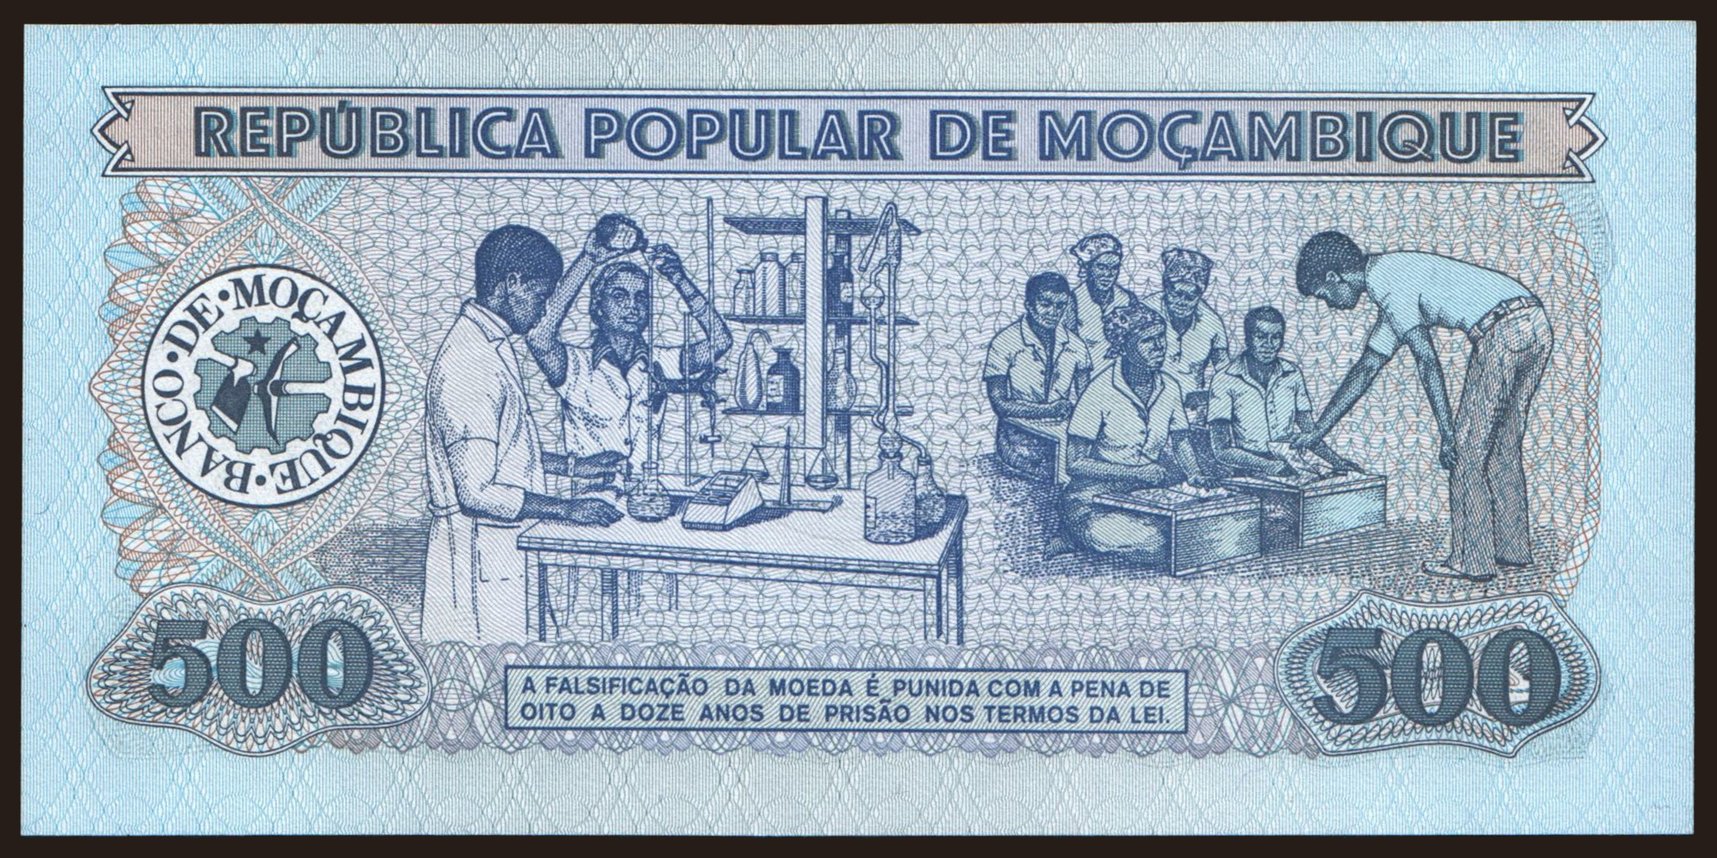 REPÚBLICA POPULAR DE MOÇAMBIQUE
BANCO·DE·MOÇAMBIQUE·
500
A FALSIFICAÇÃO DA MOEDA É PUNIDA COM A PENA DE
OITO A DOZE ANOS DE PRISÃO NOS TERMOS DA LEI.
500